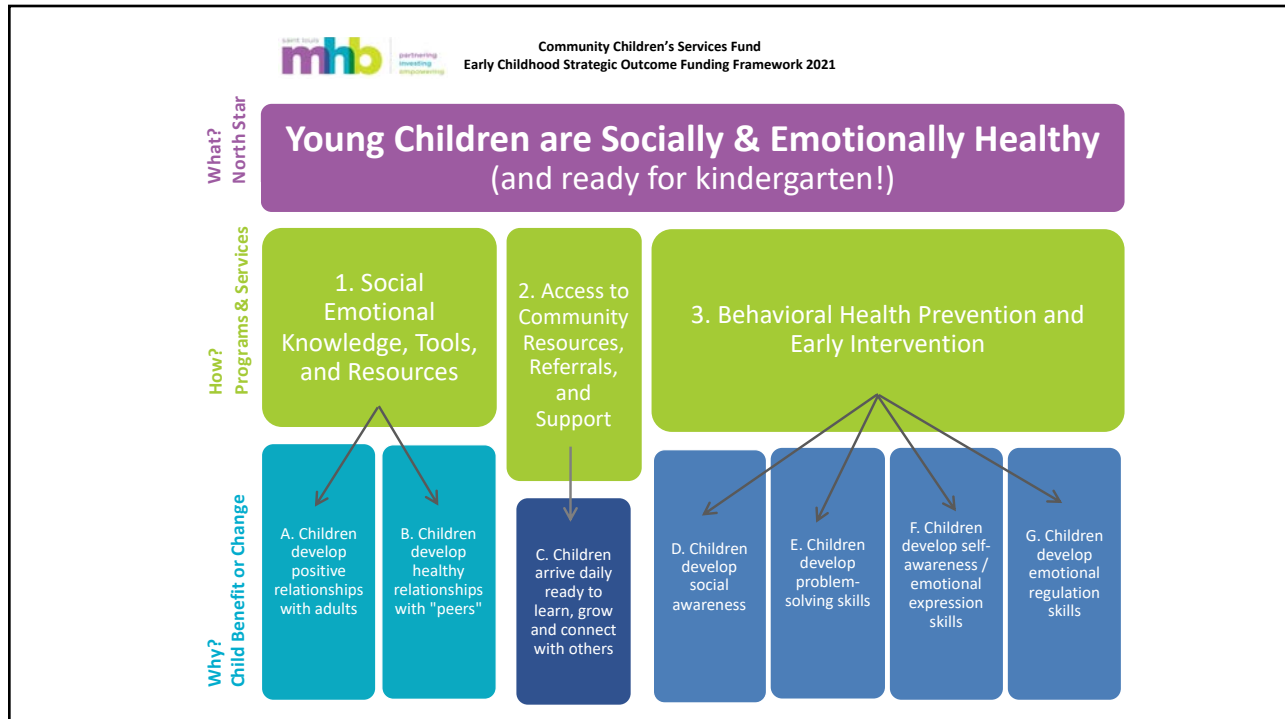 saint louis
mhb
partnering
investing
empowering
Community Children's Services Fund
Early Childhood Strategic Outcome Funding Framework 2021
What?
North Star
Young Children are Socially & Emotionally Healthy
(and ready for kindergarten!)
How?
Programs & Services
1. Social
Emotional
Knowledge, Tools,
and Resources
2. Access to
Community
Resources,
Referrals,
and
Support
3. Behavioral Health Prevention and
Early Intervention
Why?
Child Benefit or Change
A. Children
develop
positive
relationships
with adults
B. Children
develop
healthy
relationships
with "peers"
C. Children
arrive daily
ready to
learn, grow
and connect
with others
D. Children
develop
social
awareness
E. Children
develop
problem-
solving skills
F. Children
develop self-
awareness /
emotional
expression
skills
G. Children
develop
emotional
regulation
skills